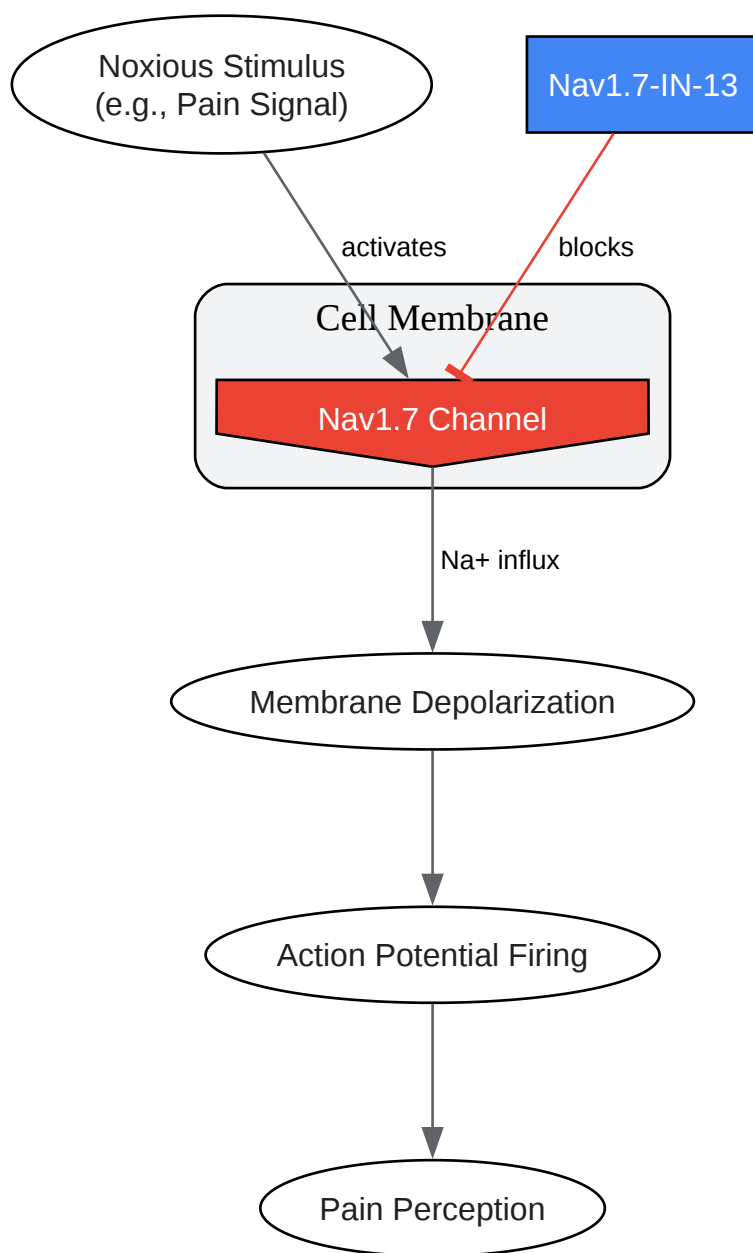 Noxious Stimulus
(e.g., Pain Signal)
Nav1.7-IN-13
activates
blocks
Cell Membrane
Nav1.7 Channel
Na+ influx
Membrane Depolarization
Action Potential Firing
Pain Perception